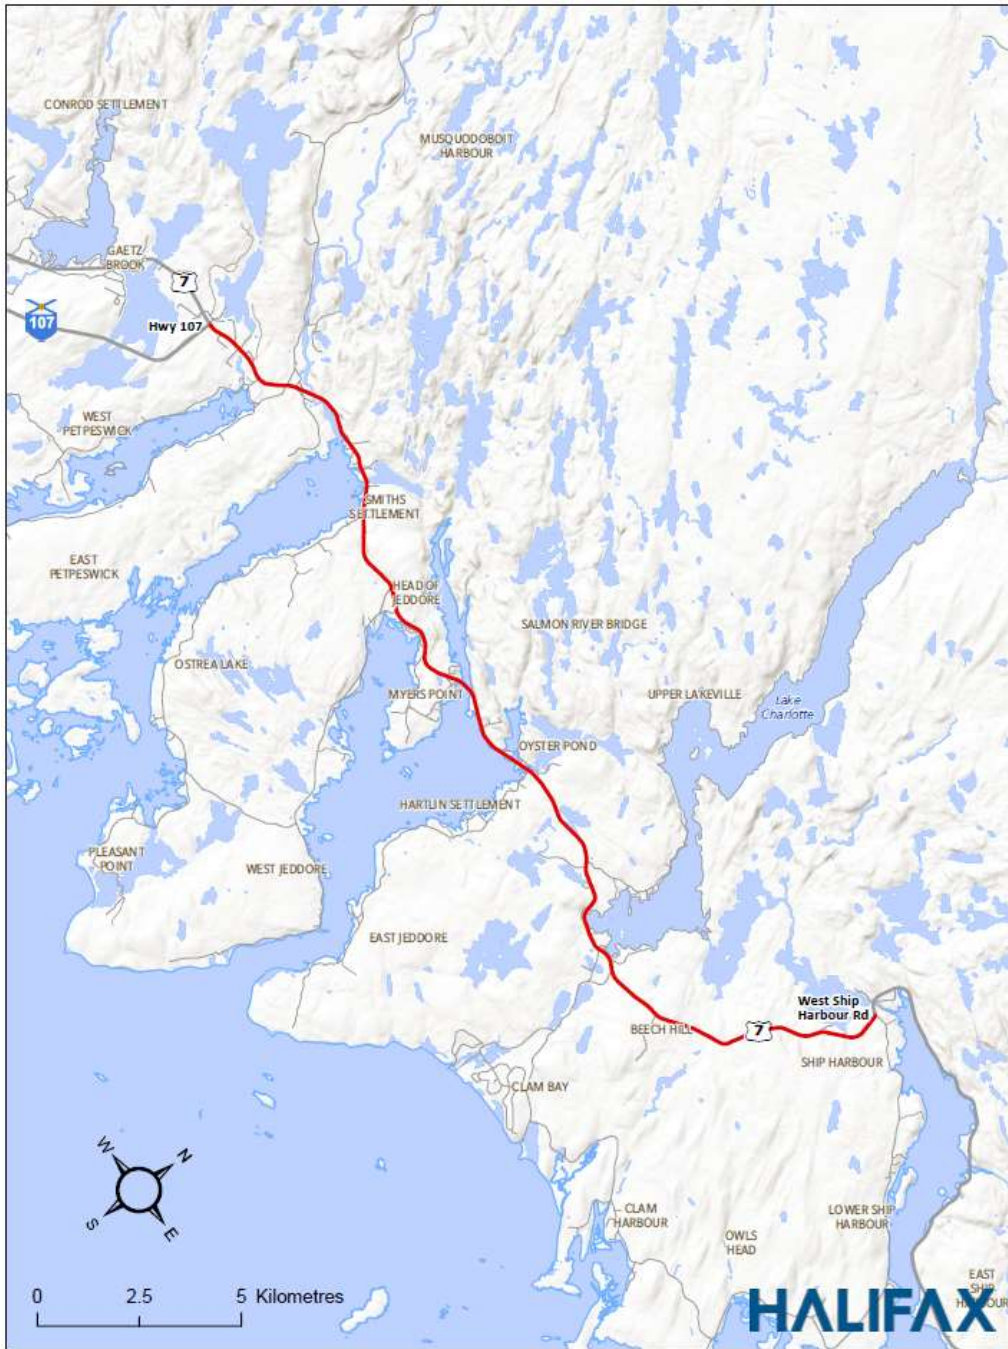 CONROD SETTLEMENT
MUSQUODOBOIT
HARBOUR
GAETZ
BROOK
7
107
Hwy 107
WEST
PETPESWICK
SMITHS
SETTLEMENT
EAST
PETPESWICK
HEAD OF
JEDDORE
SALMON RIVER BRIDGE
OSTREA LAKE
MYERS POINT
UPPER LAKEVILLE
Lake
Charlotte
OYSTER POND
HARTLIN SETTLEMENT
PLEASANT
POINT
WEST JEDDORE
EAST JEDDORE
West Ship
Harbour Rd
BEECH HILL
7
SHIP HARBOUR
CLAM BAY
W
N
S
E
CLAM
HARBOUR
LOWER SHIP
HARBOUR
OWLS
HEAD
EAST
SHIP
HARBOUR
0 2.5 5 Kilometres
HALIFAX